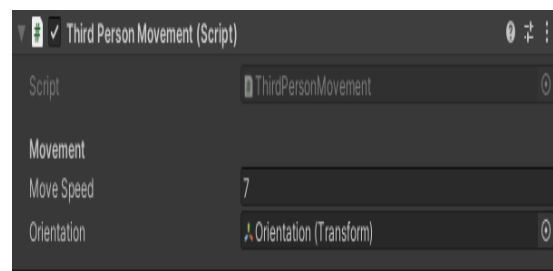 Third Person Movement (Script)
Script ThirdPersonMovement
Movement
Move Speed 7
Orientation Orientation (Transform)